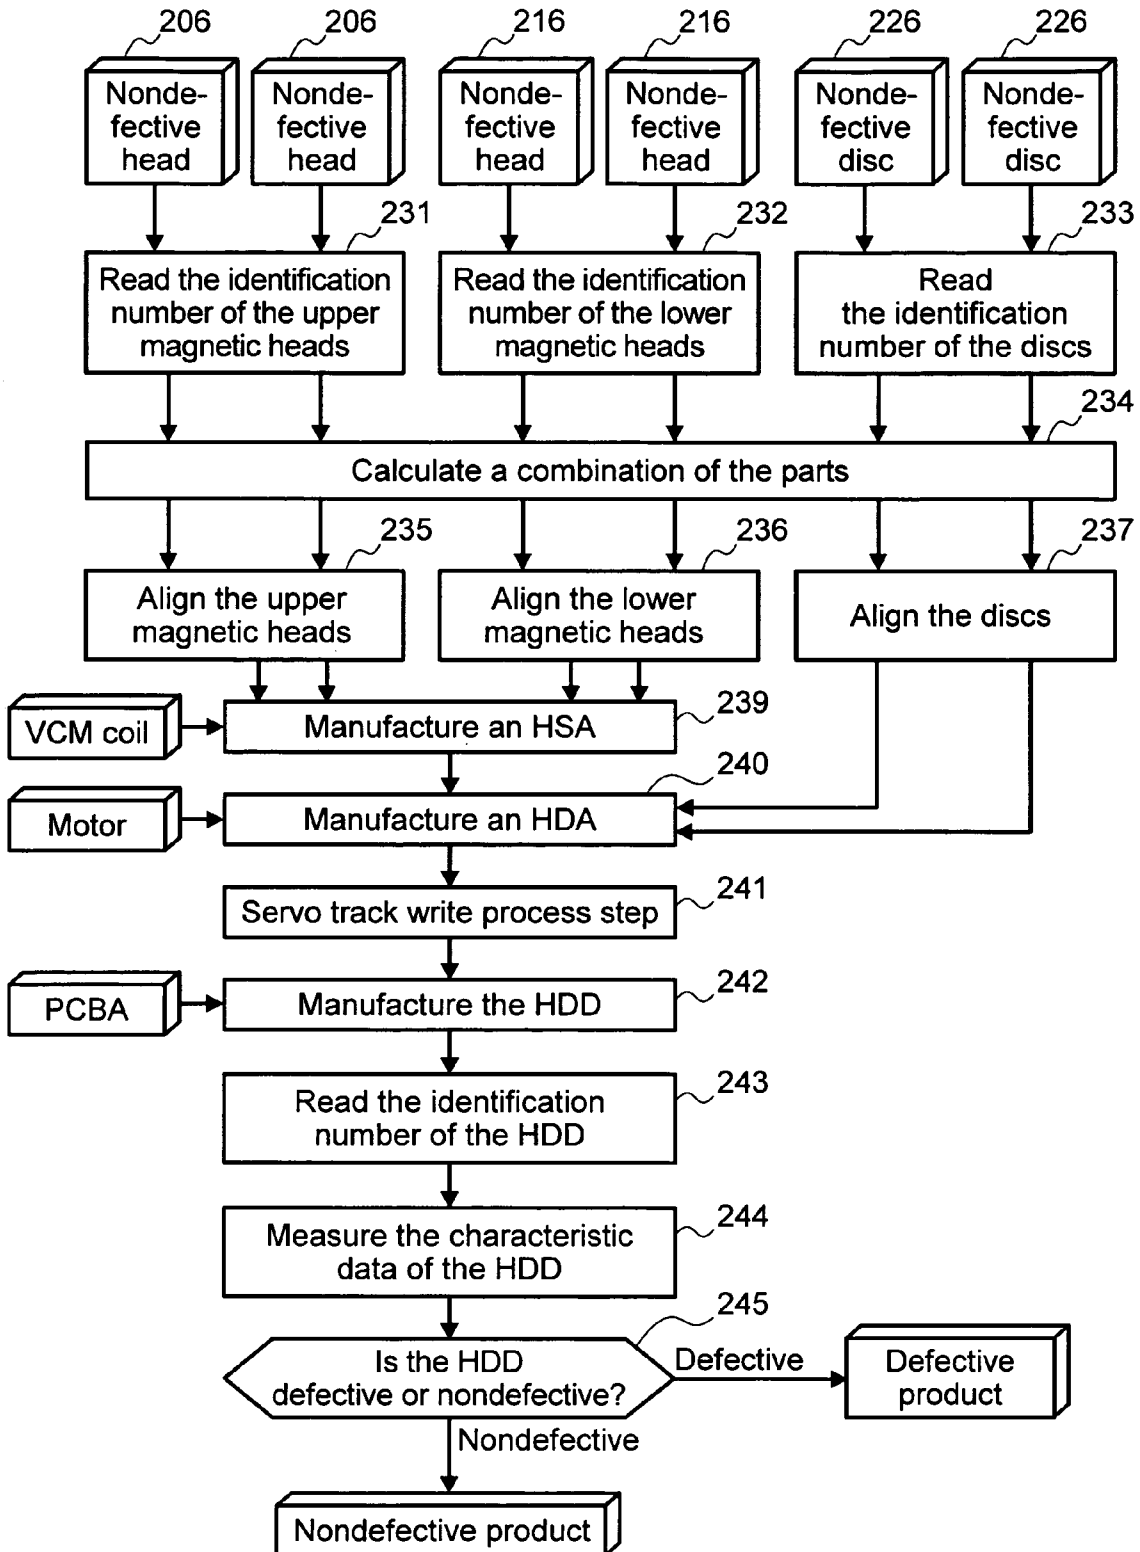 206
206
216
216
226
226
Nonde-
fective
head
Nonde-
fective
head
Nonde-
fective
head
Nonde-
fective
head
Nonde-
fective
disc
Nonde-
fective
disc
231
232
233
Read the identification
number of the upper
magnetic heads
Read the identification
number of the lower
magnetic heads
Read
the identification
number of the discs
234
Calculate a combination of the parts
235
236
237
Align the upper
magnetic heads
Align the lower
magnetic heads
Align the discs
VCM coil
Manufacture an HSA
239
240
Motor
Manufacture an HDA
241
Servo track write process step
PCBA
Manufacture the HDD
242
243
Read the identification
number of the HDD
244
Measure the characteristic
data of the HDD
245
Is the HDD
defective or nondefective?
Defective
Defective
product
Nondefective
Nondefective product